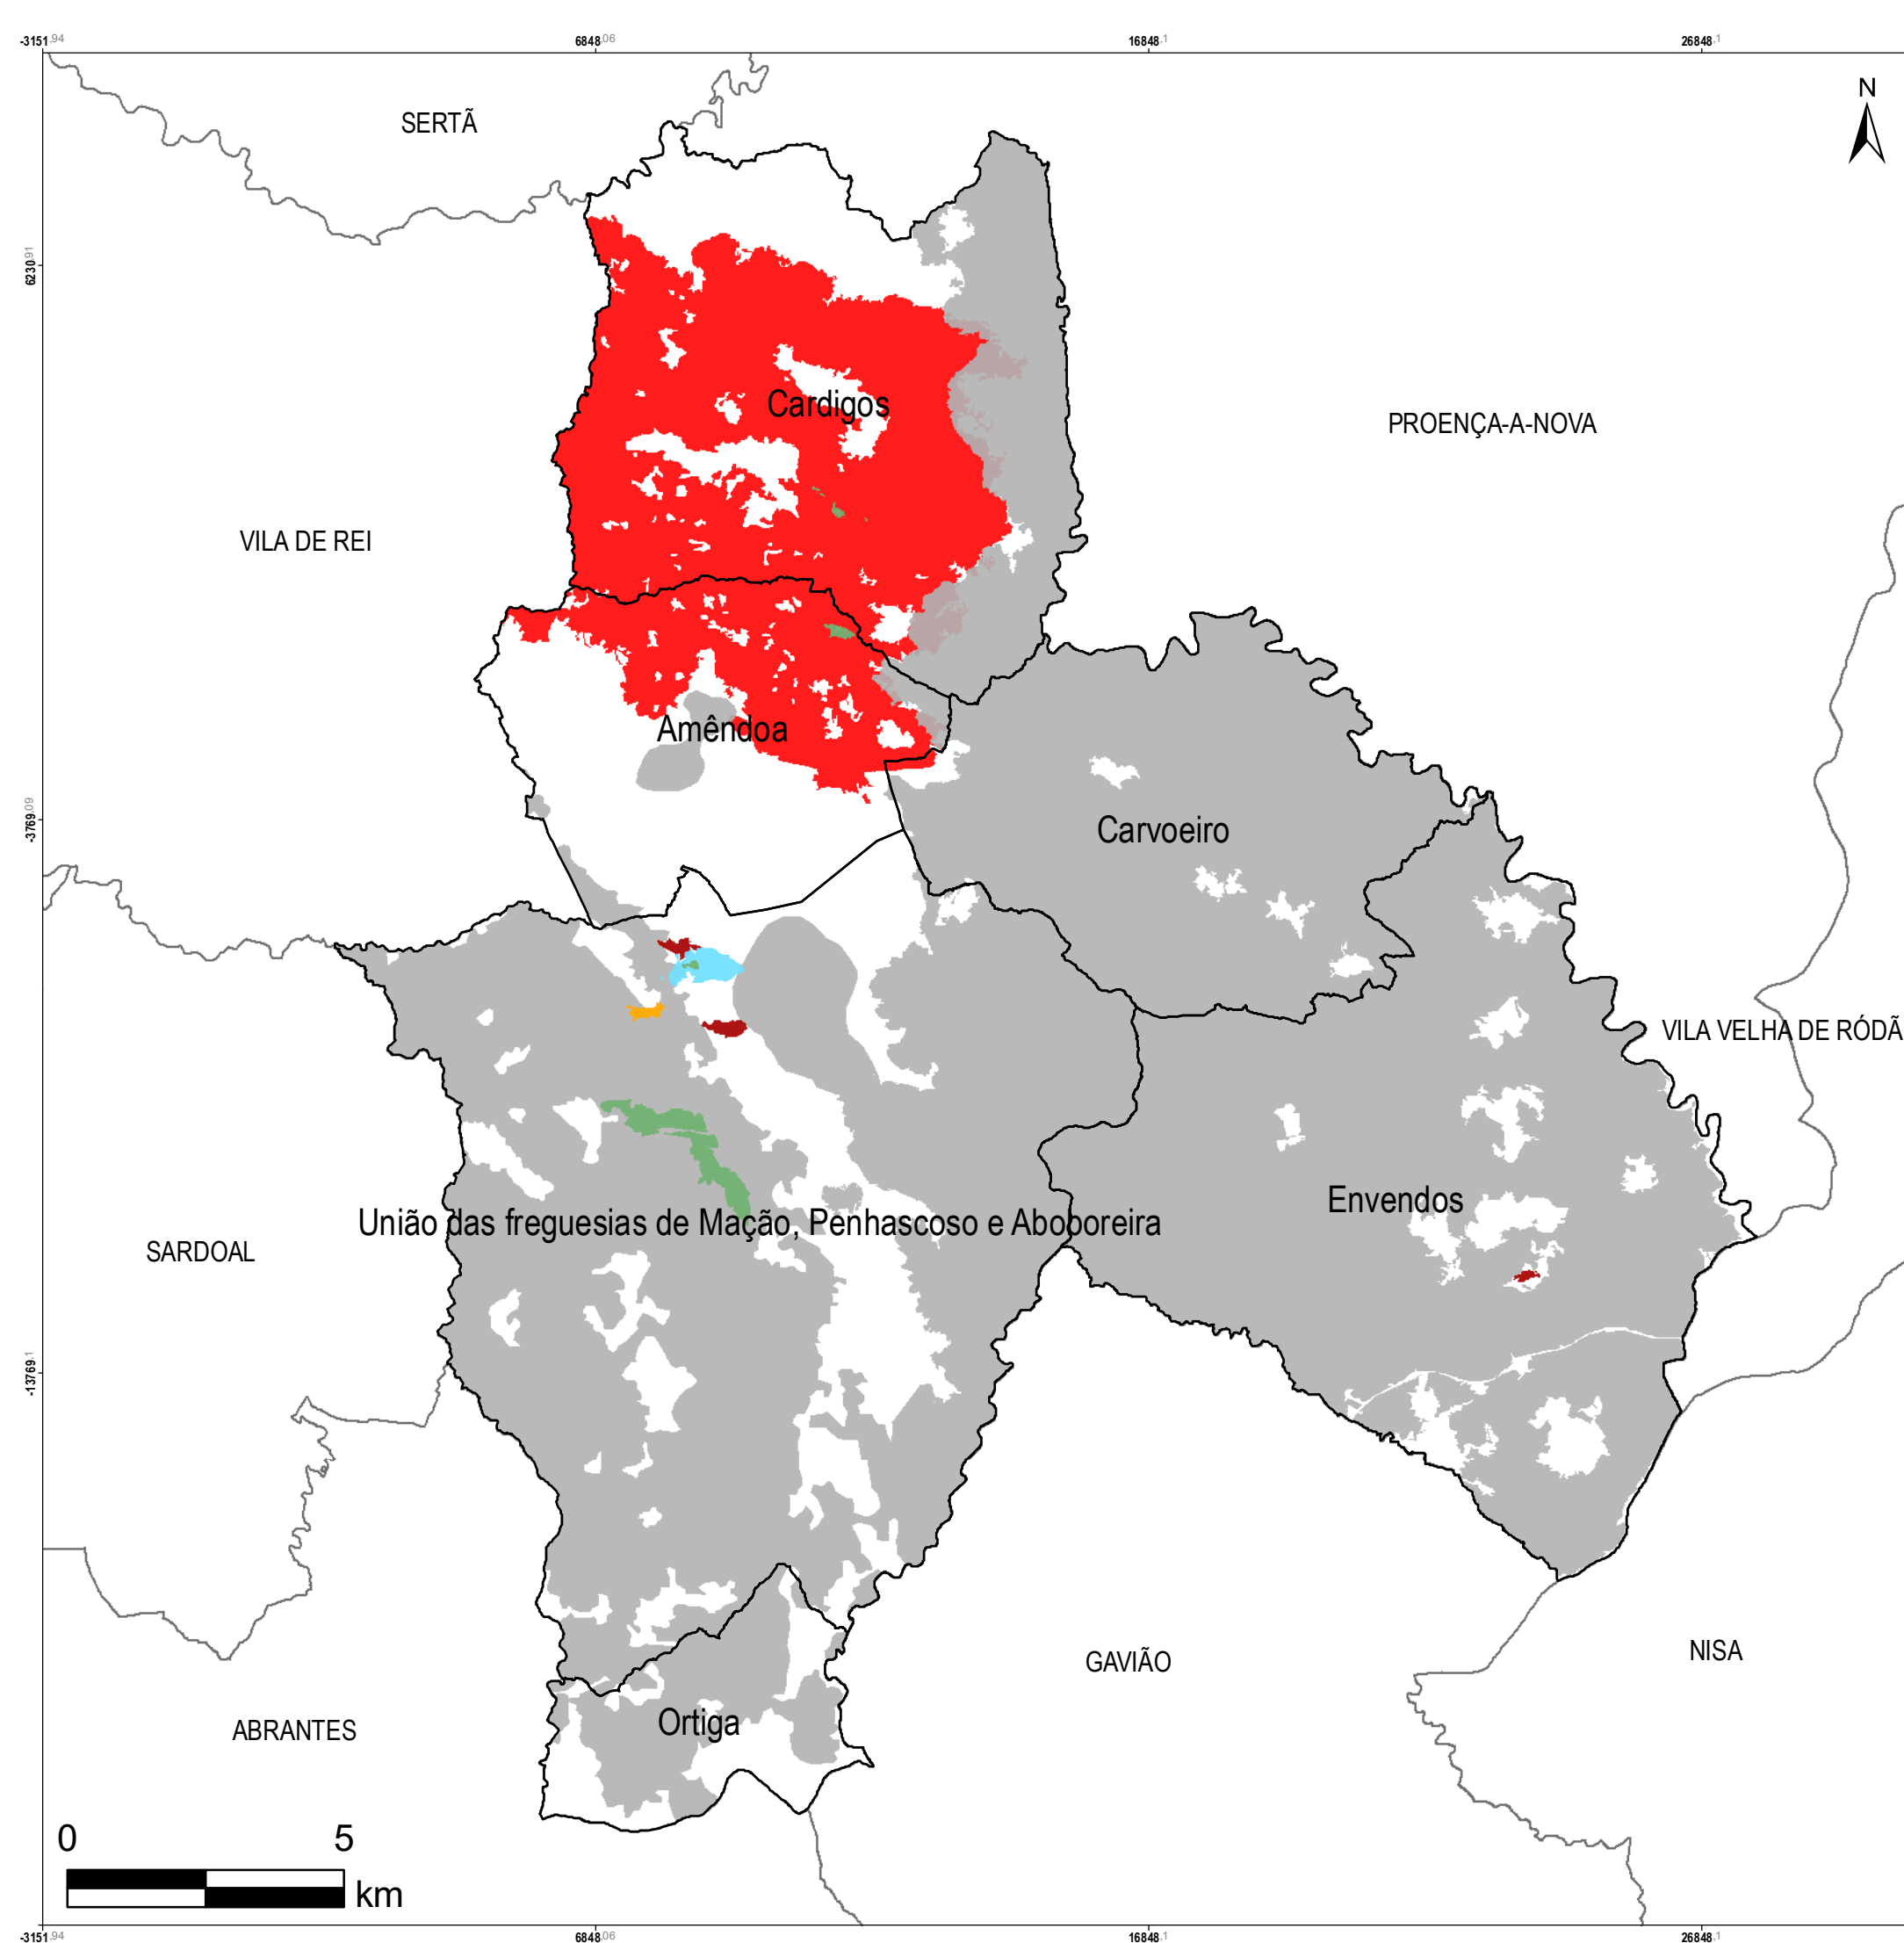 -3151.94 6848.06 16848.1 26848.1
N
SERTÃ
6230.91
Cardigos
PROENÇA-A-NOVA
VILA DE REI
Amêndoa
-3769.09
Carvoeiro
VILA VELHA DE RÓDÃ
Envendos
União das freguesias de Mação, Penhascoso e Aboboreira
SARDOAL
-13769.1
NISA
GAVIÃO
Ortiga
ABRANTES
0 5
km
-3151.94 6848.06 16848.1 26848.1